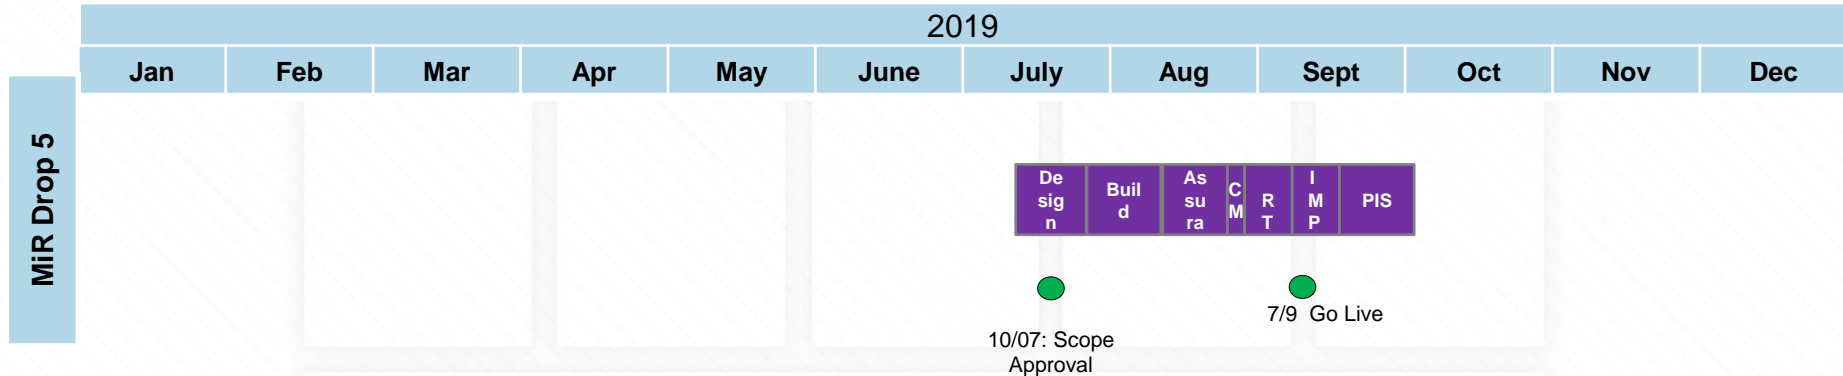 2019
Jan Feb Mar Apr May June July Aug Sept Oct Nov Dec
MiR Drop 5
De
sig
n
Buil
d
As
su
ra
C
M
R
T
I
M
P
PIS
7/9 Go Live
10/07: Scope
Approval